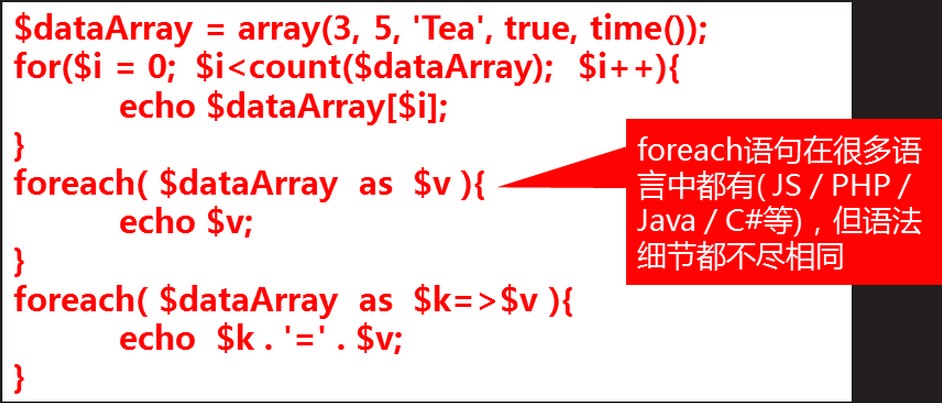 $dataArray = array(3, 5, 'Tea', true, time());
for($i = 0;  $i<count($dataArray);  $i++){
echo $dataArray[$i];
}
foreach( $dataArray  as  $v ){
echo $v;
}
foreach( $dataArray  as  $k=>$v ){
echo  $k . '=' . $v;
}
foreach语句在很多语
言中都有( JS / PHP /
Java / C#等)，但语法
细节都不尽相同